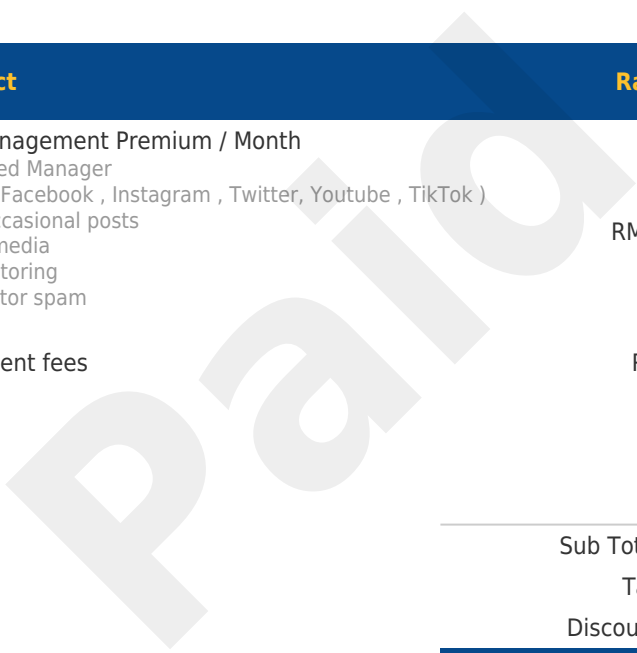 ct Ra
nagement Premium / Month
ed Manager
Facebook , Instagram , Twitter, Youtube , TikTok )
casional posts
media
RM
toring
tor spam
ent fees
Sub Tot
Ta
Discou
Paid